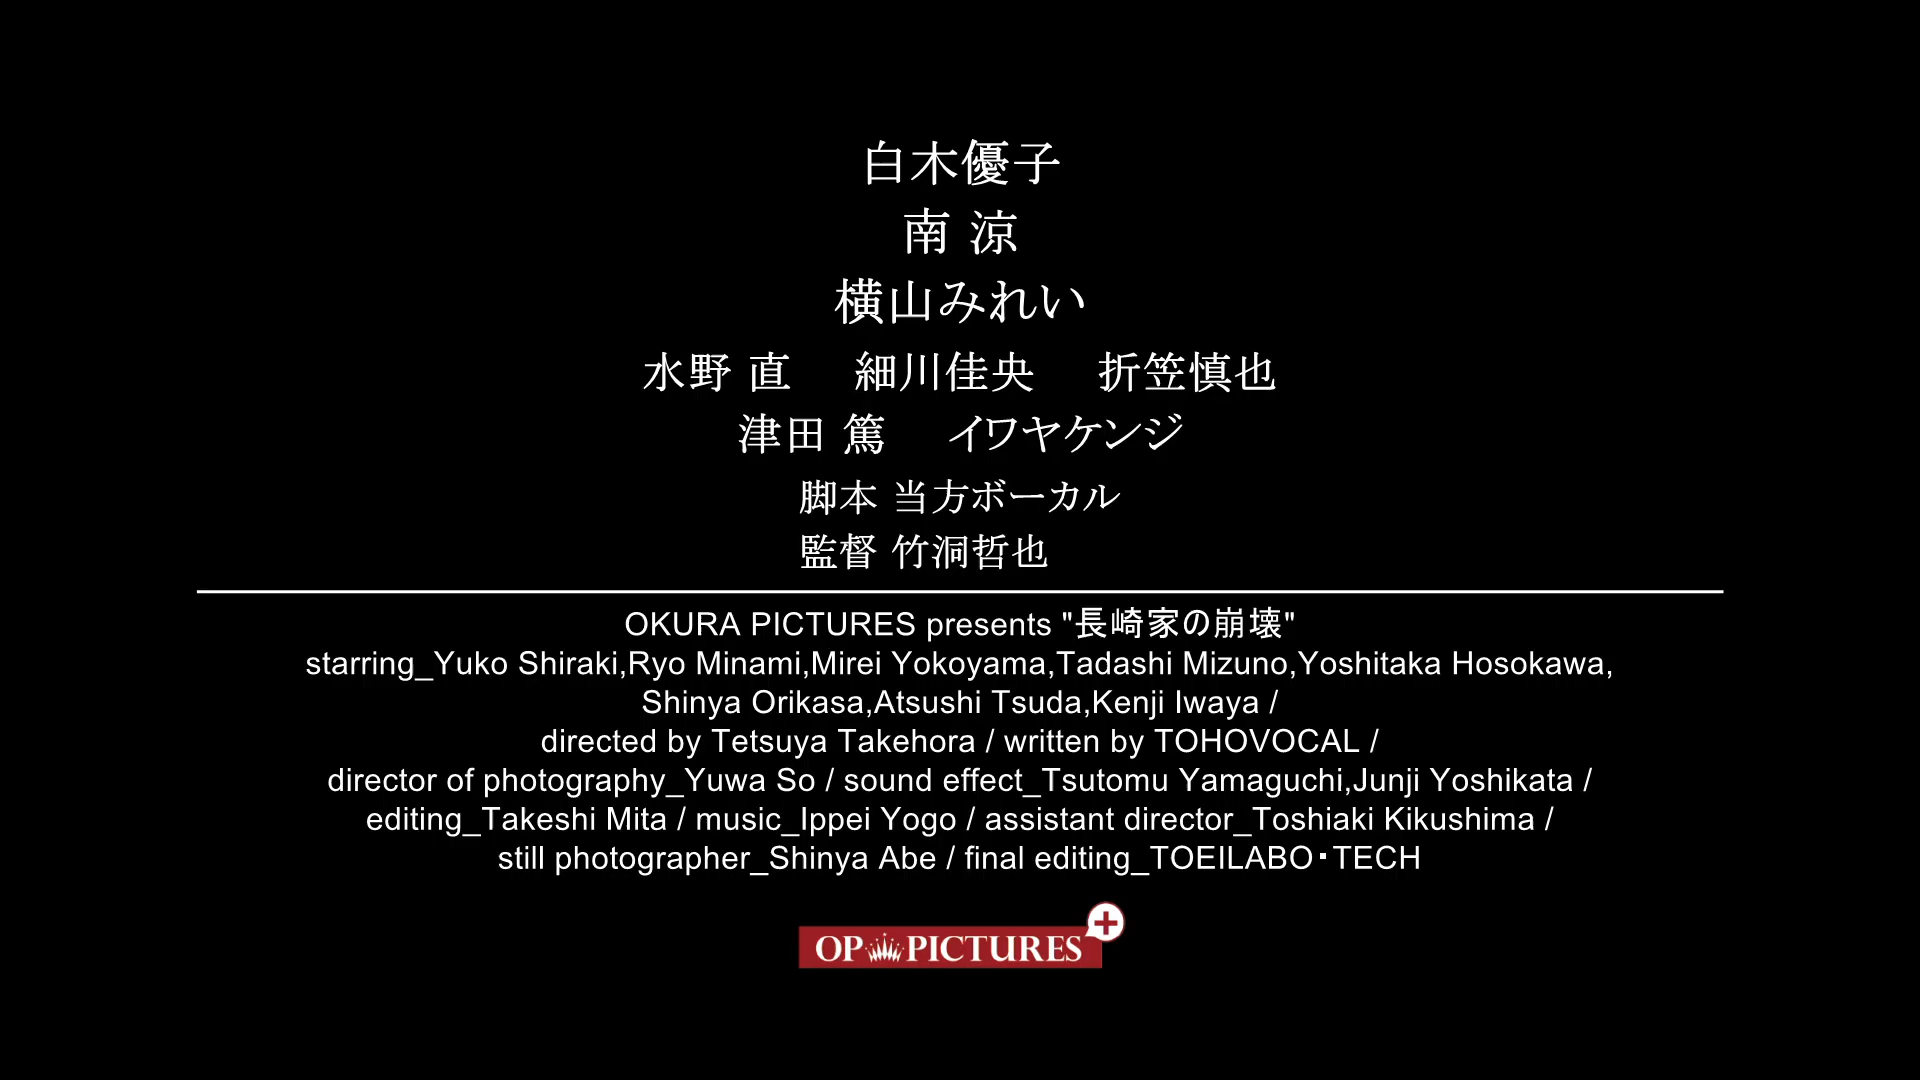 白木優子
南 涼
横山みれい
水野 直 細川佳央 折笠慎也
津田 篤 イワヤケンジ
脚本 当方ボーカル
監督 竹洞哲也
OKURA PICTURES presents "長崎家の崩壊"
starring_Yuko Shiraki,Ryo Minami,Mirei Yokoyama,Tadashi Mizuno,Yoshitaka Hosokawa,
Shinya Orikasa,Atsushi Tsuda,Kenji Iwaya /
directed by Tetsuya Takehora / written by TOHOVOCAL /
director of photography_Yuwa So / sound effect_Tsutomu Yamaguchi,Junji Yoshikata /
editing_Takeshi Mita / music_Ippei Yogo / assistant director_Toshiaki Kikushima /
still photographer_Shinya Abe / final editing_TOEILABO・TECH
OP PICTURES+